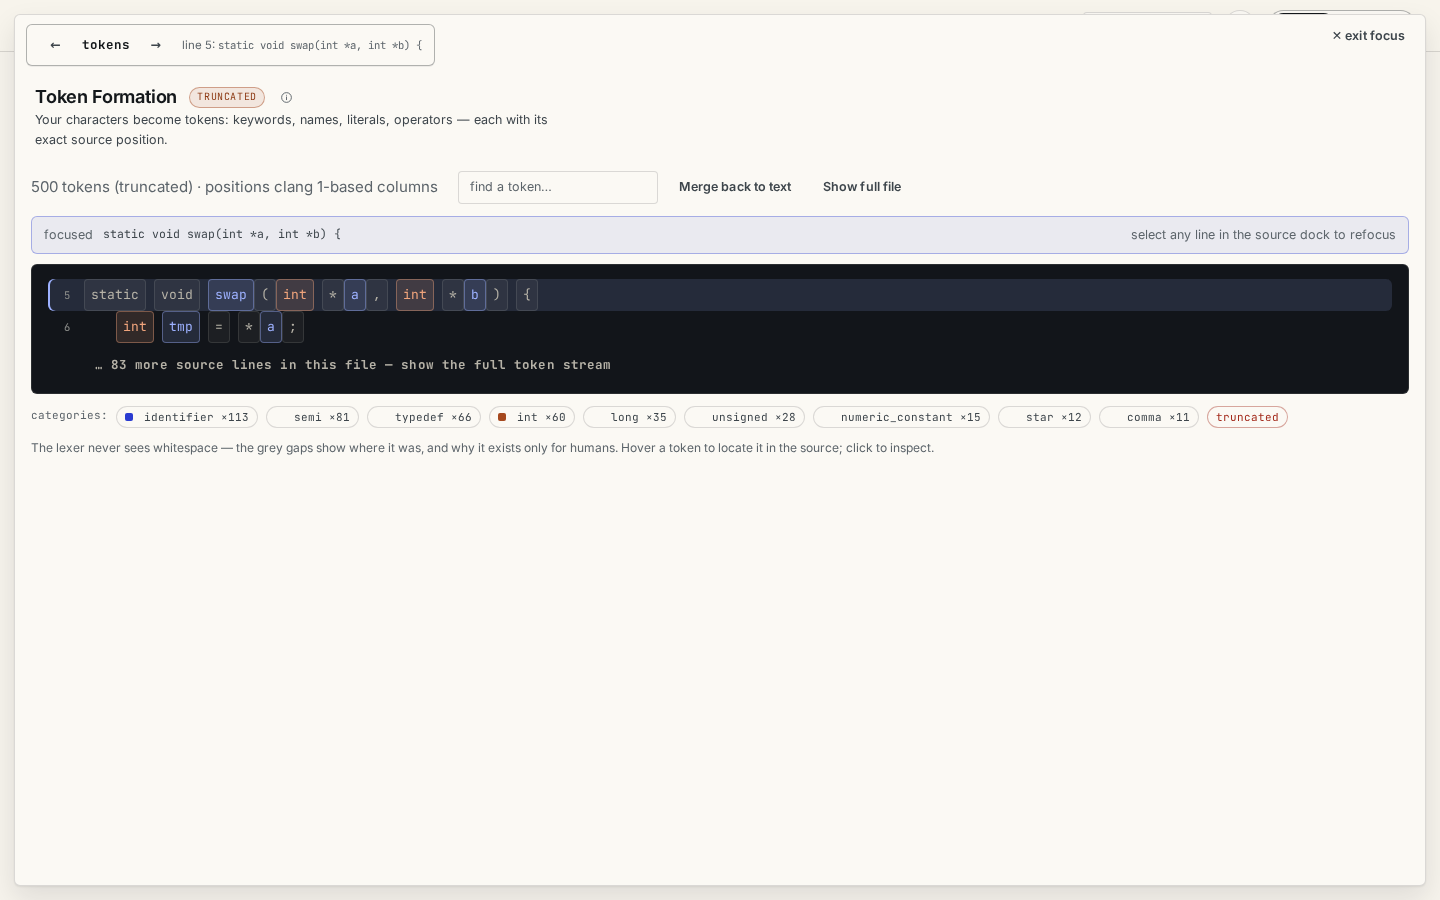 ← tokens → line 5: static void swap(int *a, int *b) {
✕ exit focus
Token Formation TRUNCATED
Your characters become tokens: keywords, names, literals, operators — each with its
exact source position.
500 tokens (truncated) · positions clang 1-based columns find a token... Merge back to text Show full file
focused static void swap(int *a, int *b) { select any line in the source dock to refocus
5 static void swap ( int * a , int * b ) {
6 int tmp = * a ;
… 83 more source lines in this file — show the full token stream
categories: identifier ×113 semi ×81 typedef ×66 int ×60 long ×35 unsigned ×28 numeric_constant ×15 star ×12 comma ×11 truncated
The lexer never sees whitespace — the grey gaps show where it was, and why it exists only for humans. Hover a token to locate it in the source; click to inspect.